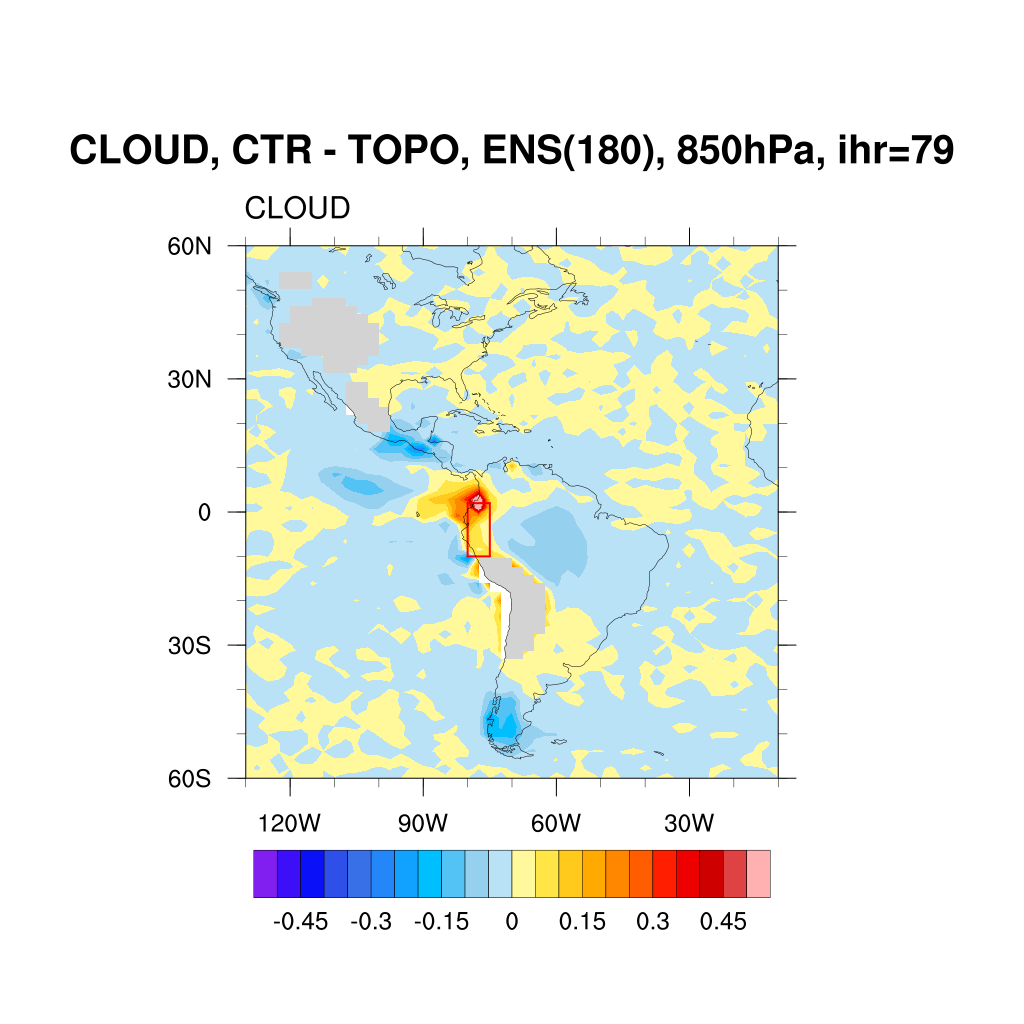 CLOUD, CTR - TOPO, ENS(180), 850hPa, ihr=79
CLOUD
60N
30N
0
30S
60S
120W 90W 60W 30W
-0.45 -0.3 -0.15 0 0.15 0.3 0.45